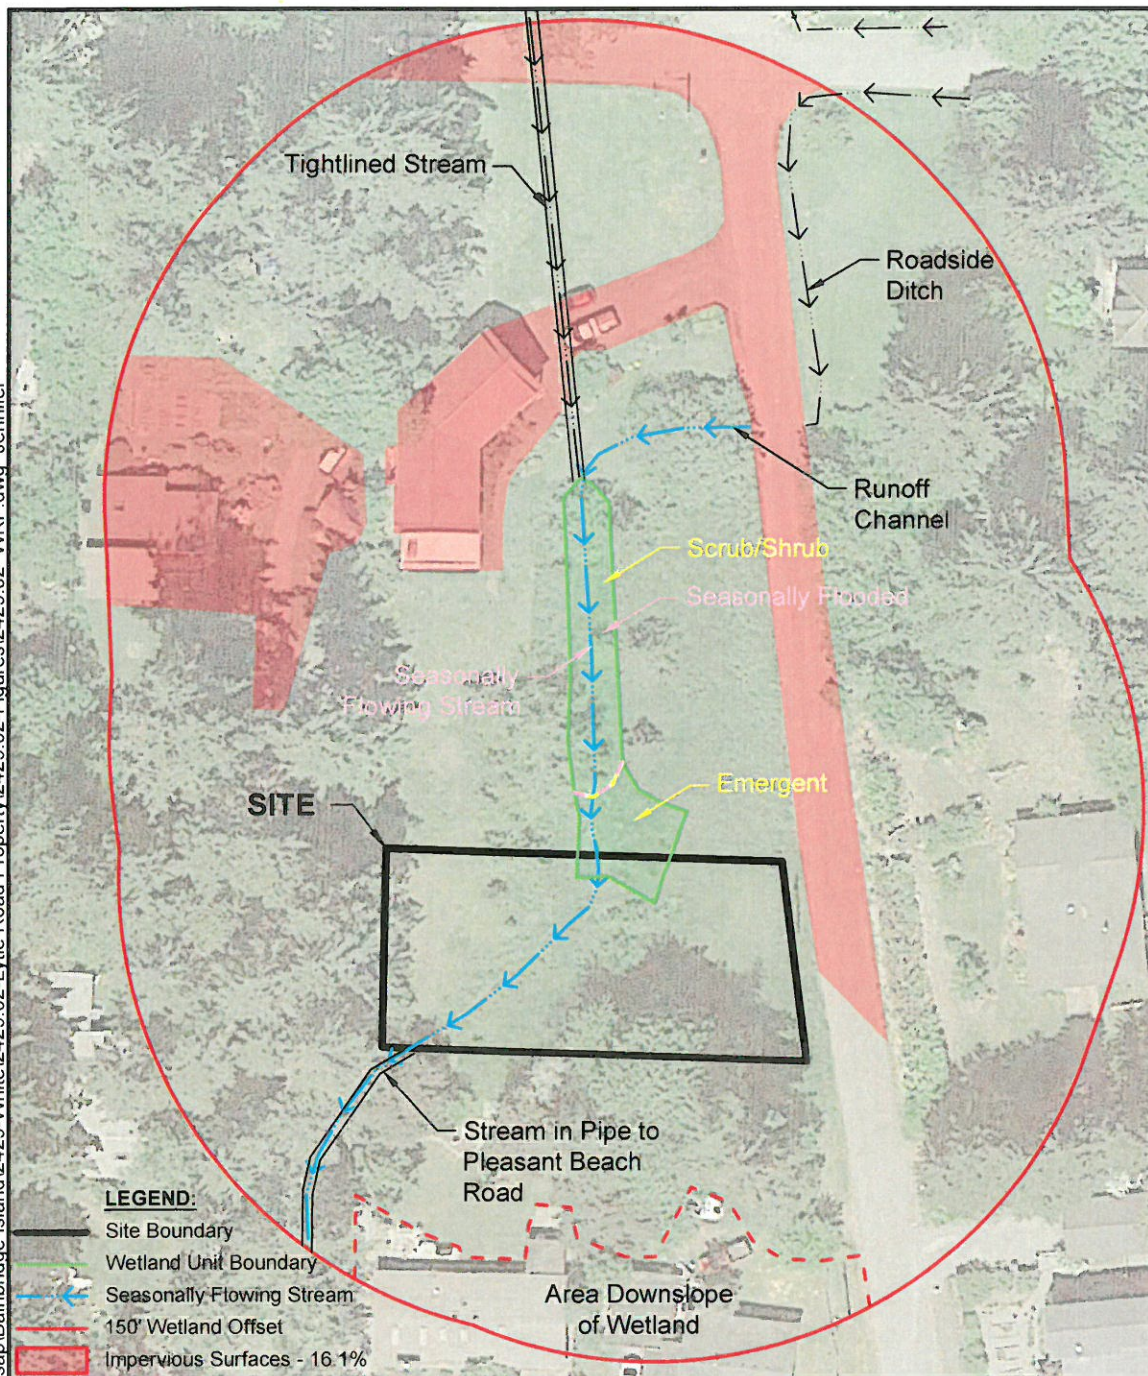 Tightlined Stream
Roadside
Ditch
Runoff
Channel
Scrub/Shrub
Seasonally Flooded
Seasonally
Flowing Stream
Emergent
SITE
Stream in Pipe to
Pleasant Beach
Road
Area Downslope
of Wetland
LEGEND:
Site Boundary
Wetland Unit Boundary
Seasonally Flowing Stream
150' Wetland Offset
Impervious Surfaces - 16.1%